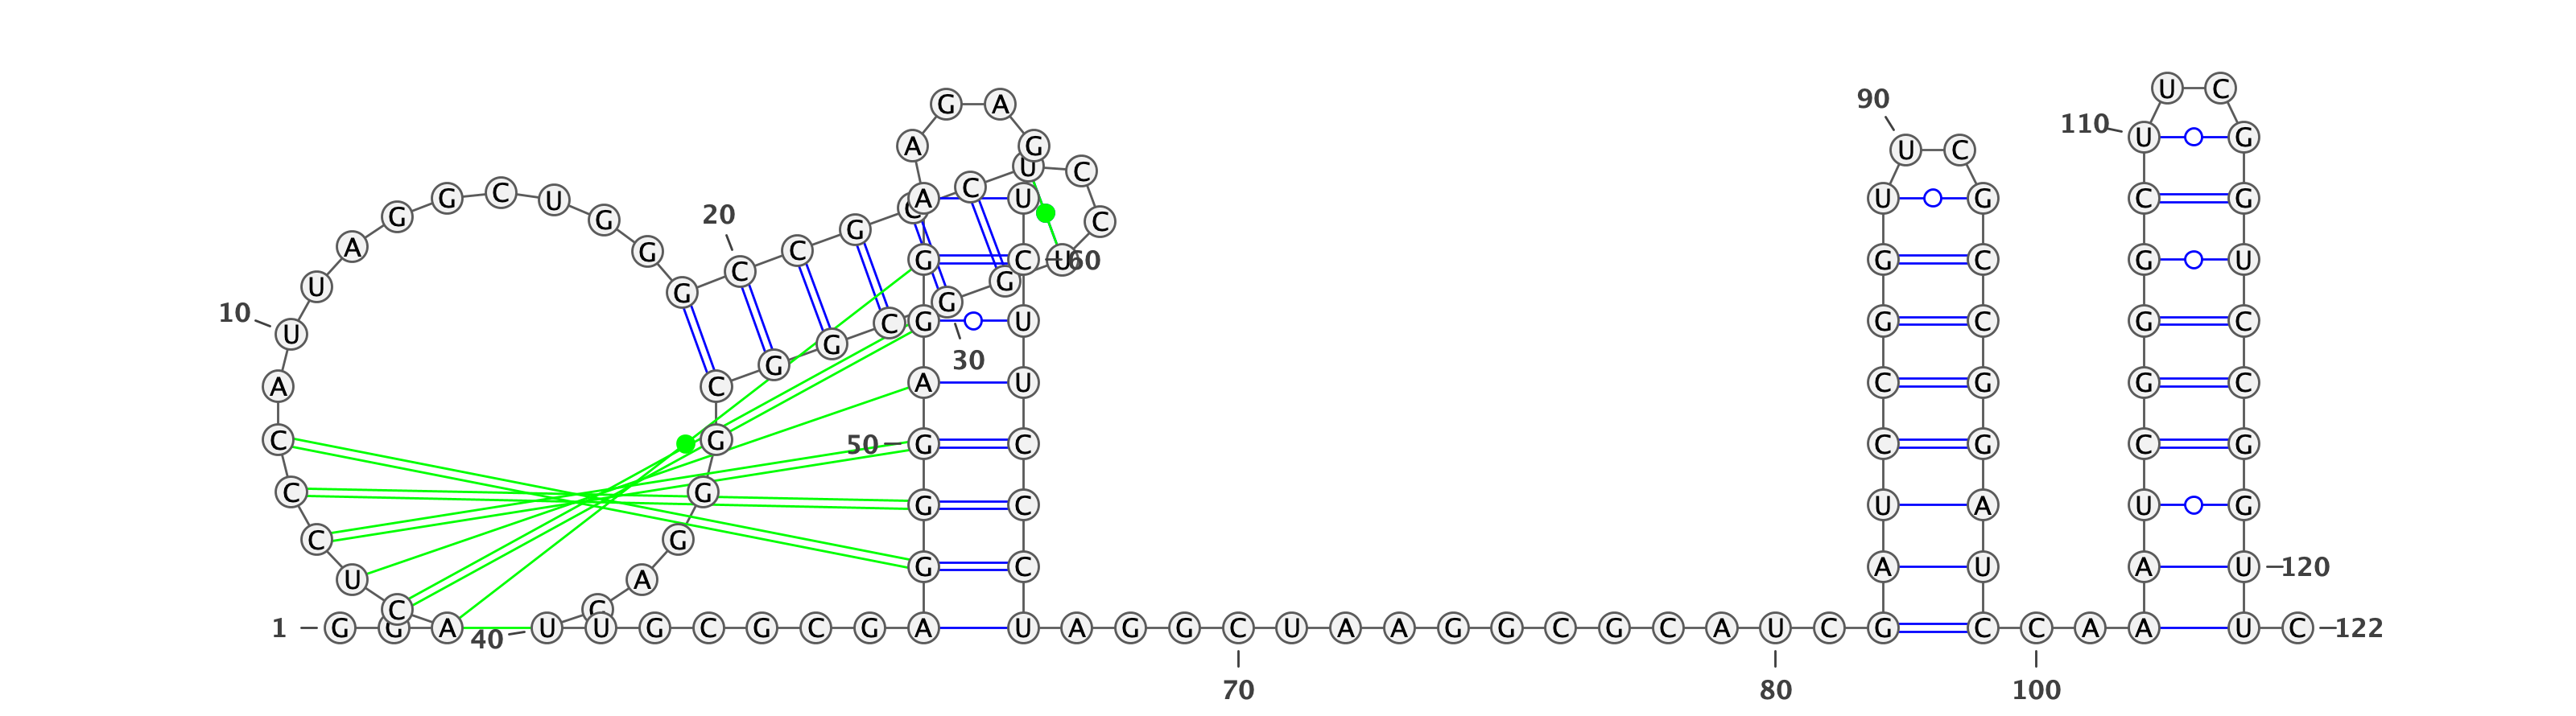 1
G G A C U C C C A U
10
U A G G C U G G G C
20
C G C C U C C U G G
30
C G G C G G G A C U
40
U G C G C G A G G G
50
A G G A A G A G U C
60
U U C C C U A G G C
70
U A A G G C G C A U
80
C G A U C C G G U U
90
C G C C G G A U C C
100
A A A U C G G G C U
110
U C G G U C C G G U
120
U C
122